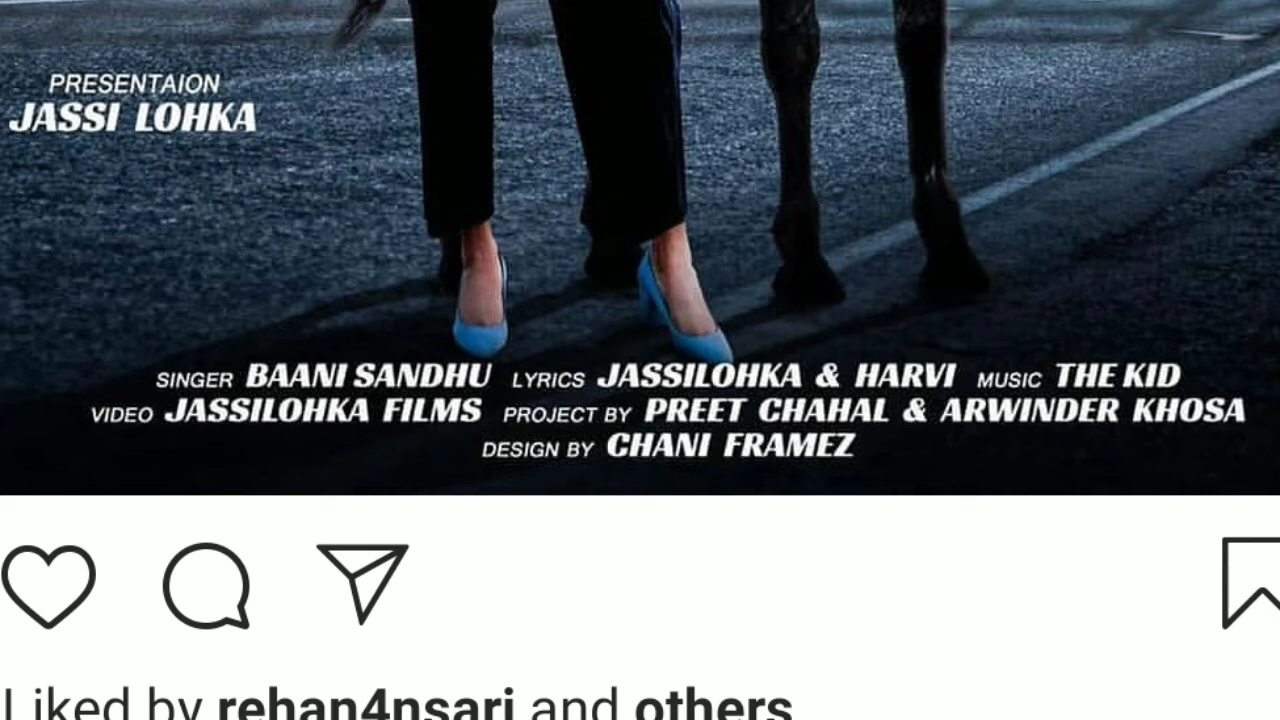 PRESENTAION
JASSI LOHKA
SINGER BAANI SANDHU LYRICS JASSILOHKA & HARVI MUSIC THE KID
VIDEO JASSILOHKA FILMS PROJECT BY PREET CHAHAL & ARWINDER KHOSA
DESIGN BY CHANI FRAMEZ
Liked by rehan4nsari and others